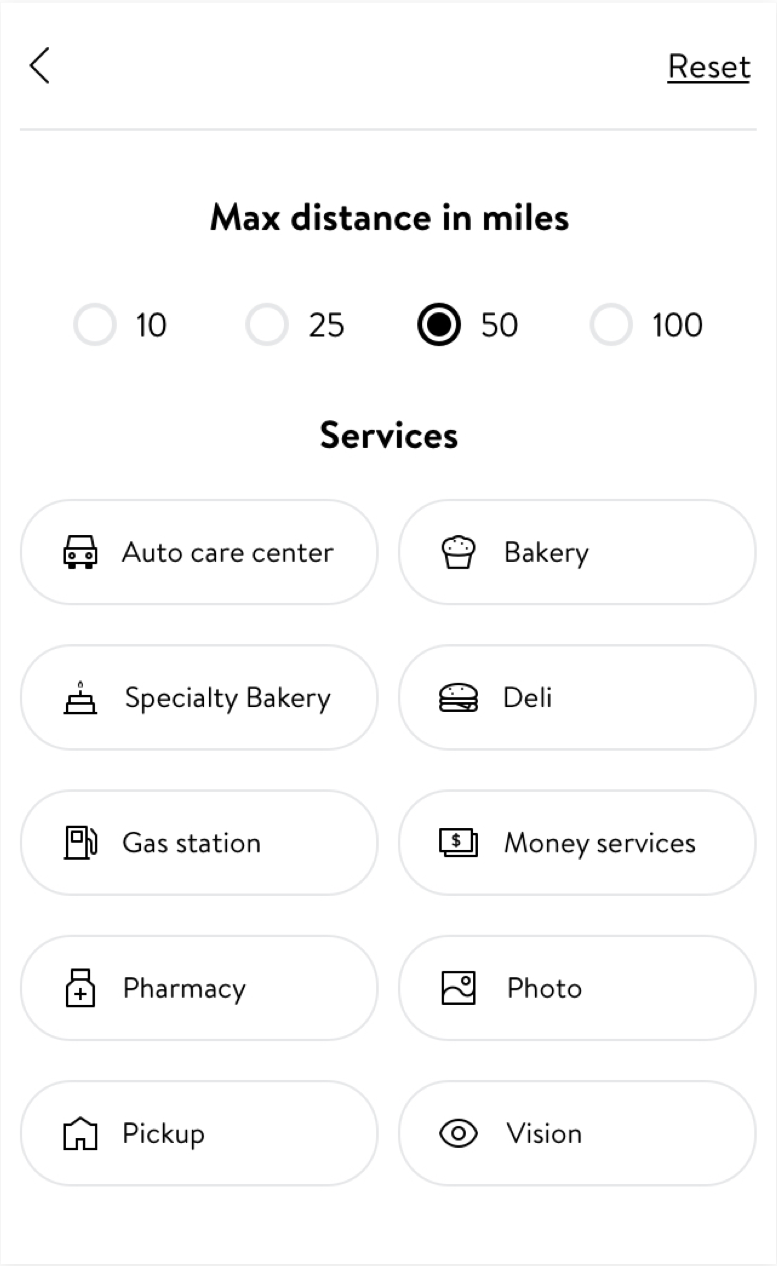 Reset
Max distance in miles
10 25 50 100
Services
Auto care center Bakery
Specialty Bakery Deli
Gas station $ Money services
Pharmacy Photo
Pickup Vision